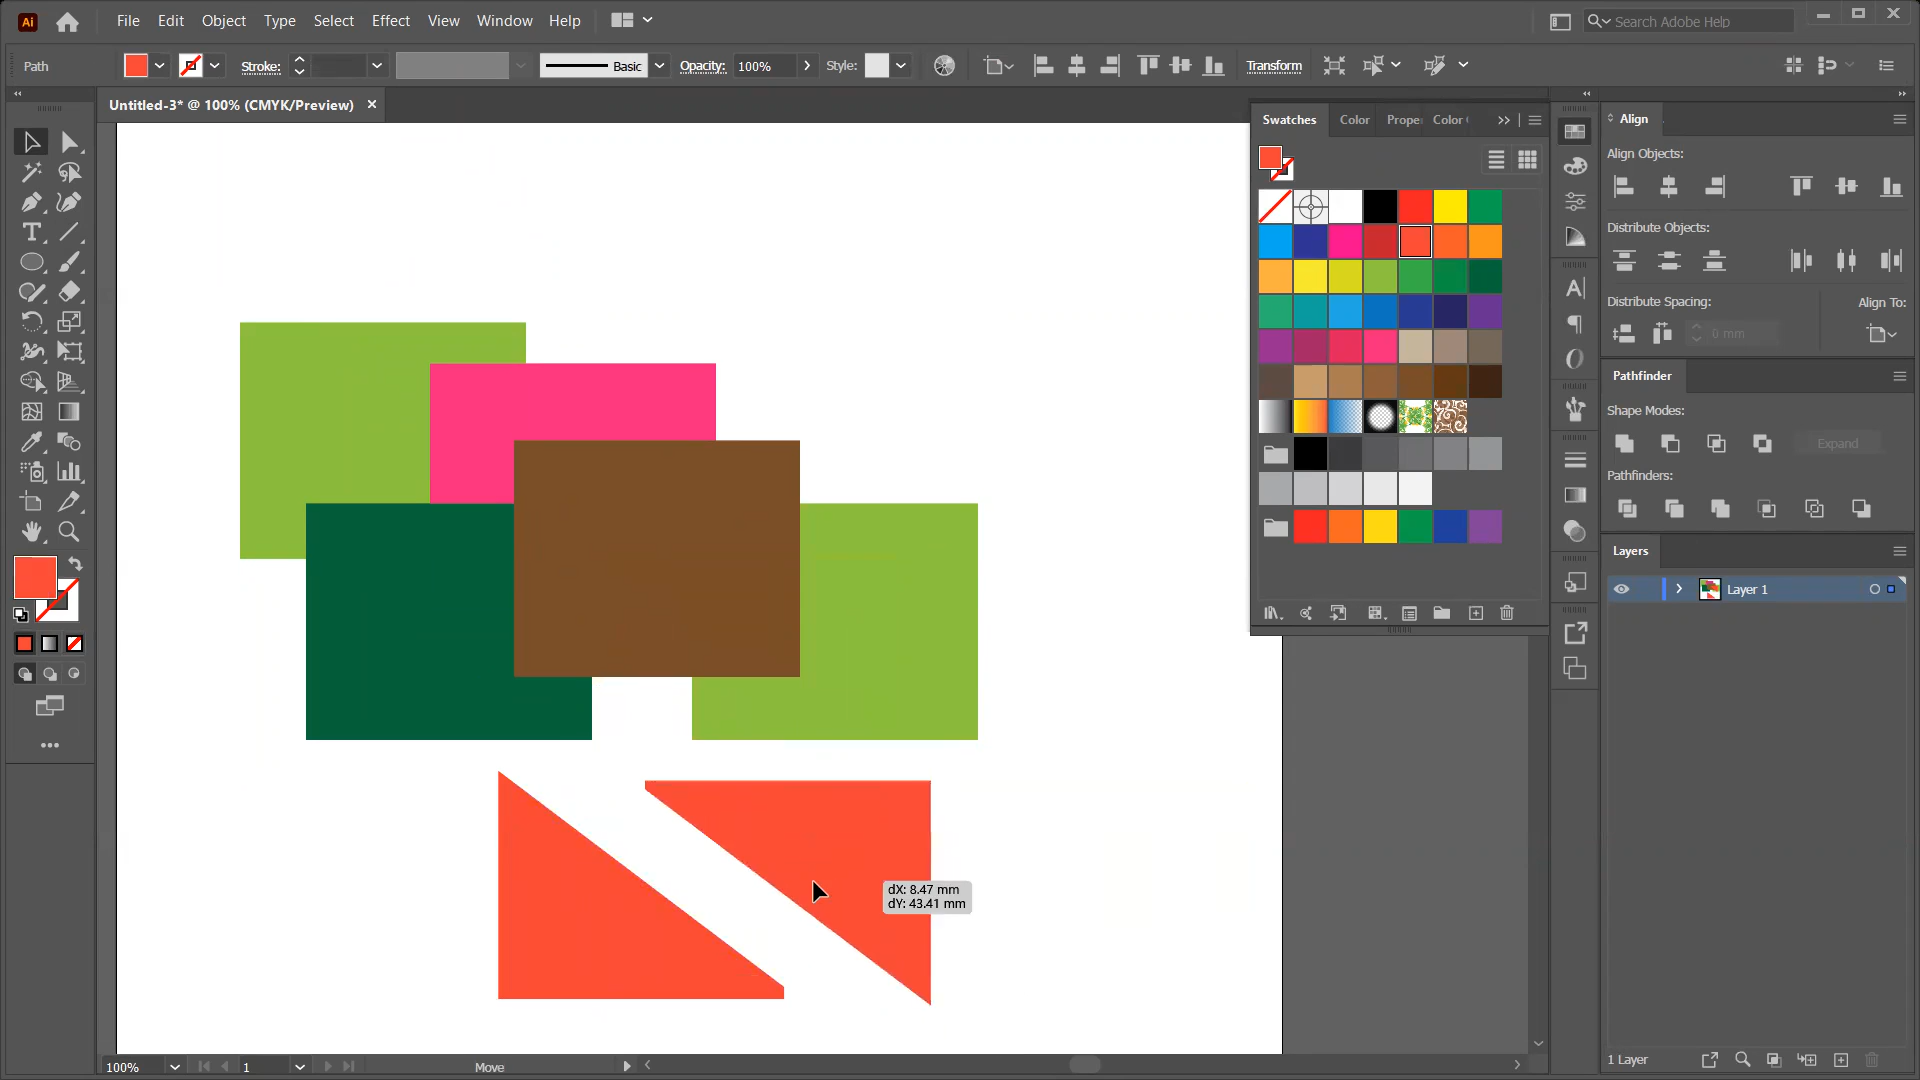 Ai File Edit Object Type Select Effect View Window Help Search Adobe Help
Path Stroke: Basic Opacity: 100% Style: Transform
Untitled-3* @ 100% (CMYK/Preview)
Swatches Color Color
Align
Align Objects:
Distribute Objects:
Distribute Spacing: Align To:
0 mm
Pathfinder
Shape Modes:
Expand
Pathfinders:
Layers
Layer 1
dX: 8.47 mm
dY: 43.41 mm
100% 1 Move
1 Layer